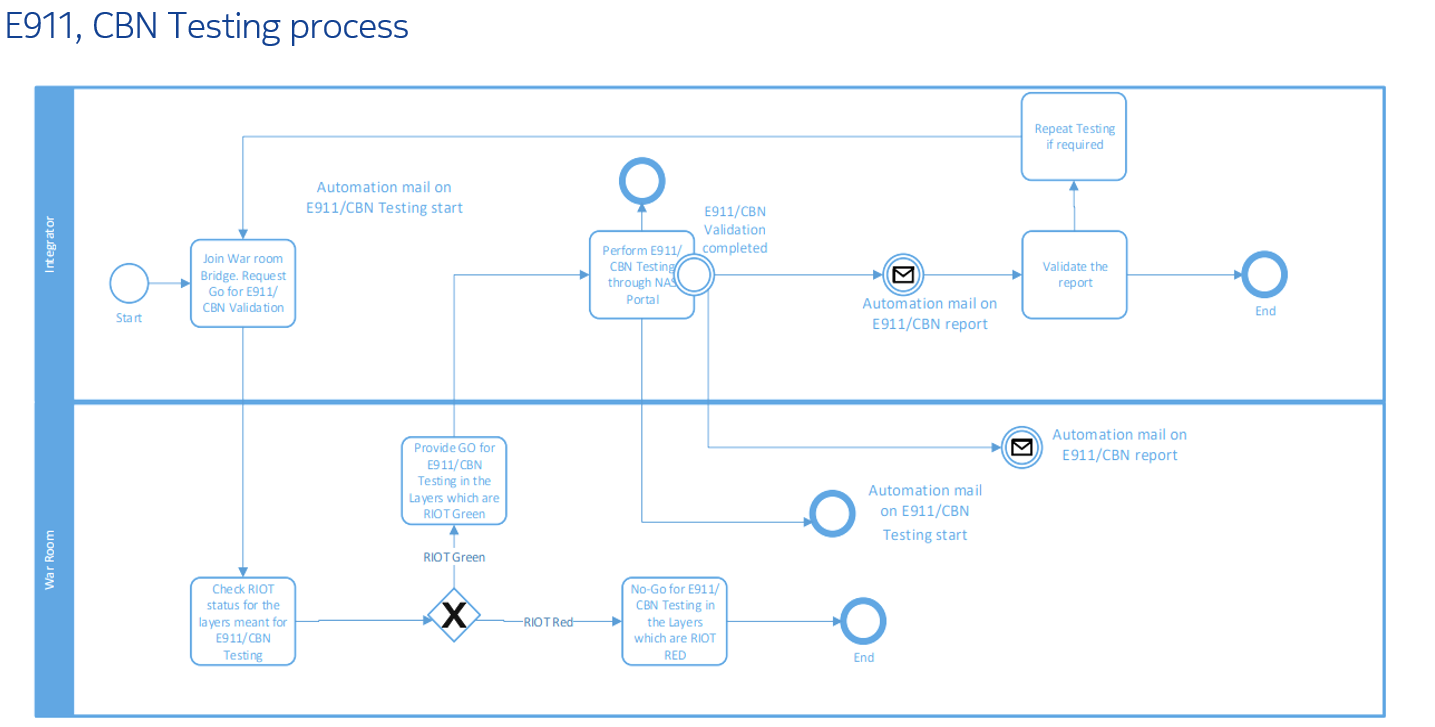 E911, CBN Testing process
Integrator
Start
Join War room
Bridge. Request
Go for E911/
CBN Validation
Automation mail on
E911/CBN Testing start
Perform E911/
CBN Testing
through NAS
Portal
E911/CBN
Validation
completed
Automation mail on
E911/CBN report
Repeat Testing
if required
Validate the
report
End
War Room
Provide GO for
E911/CBN
Testing in the
Layers which are
RIOT Green
RIOT Green
Automation mail on
E911/CBN report
Automation mail
on E911/CBN
Testing start
Check RIOT
status for the
layers meant for
E911/CBN
Testing
X
RIOT Red
No-Go for E911/
CBN Testing in
the Layers
which are RIOT
RED
End